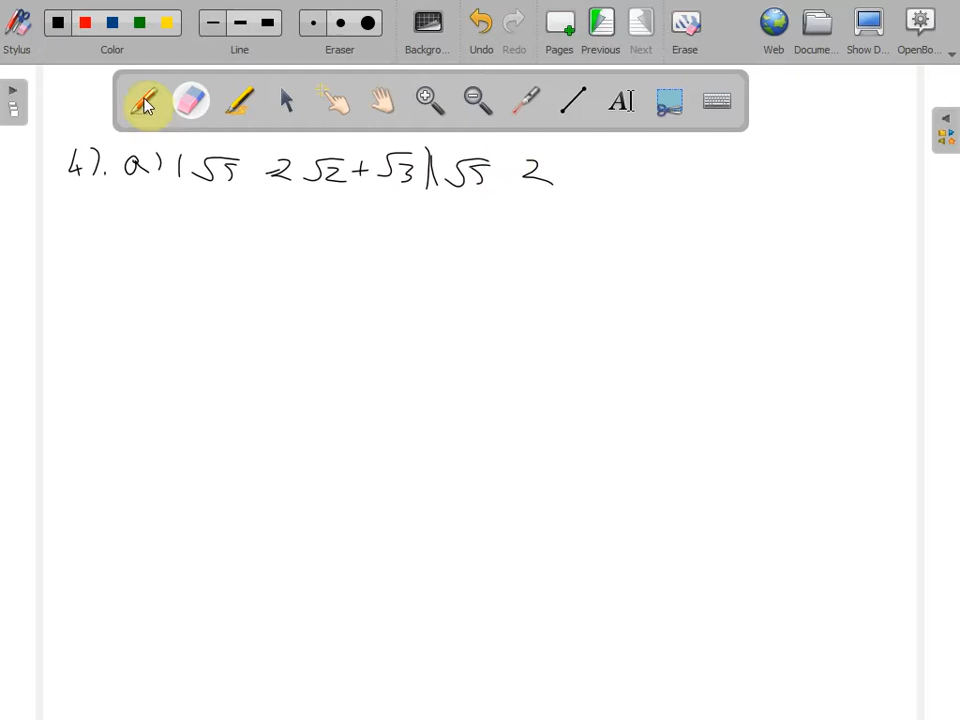 Stylus Color Line Eraser Backgro... Undo Redo Pages Previous Next Erase Web Docume... Show D... OpenBo...
4). a) (√5 2 √2 + √3)(√5 2